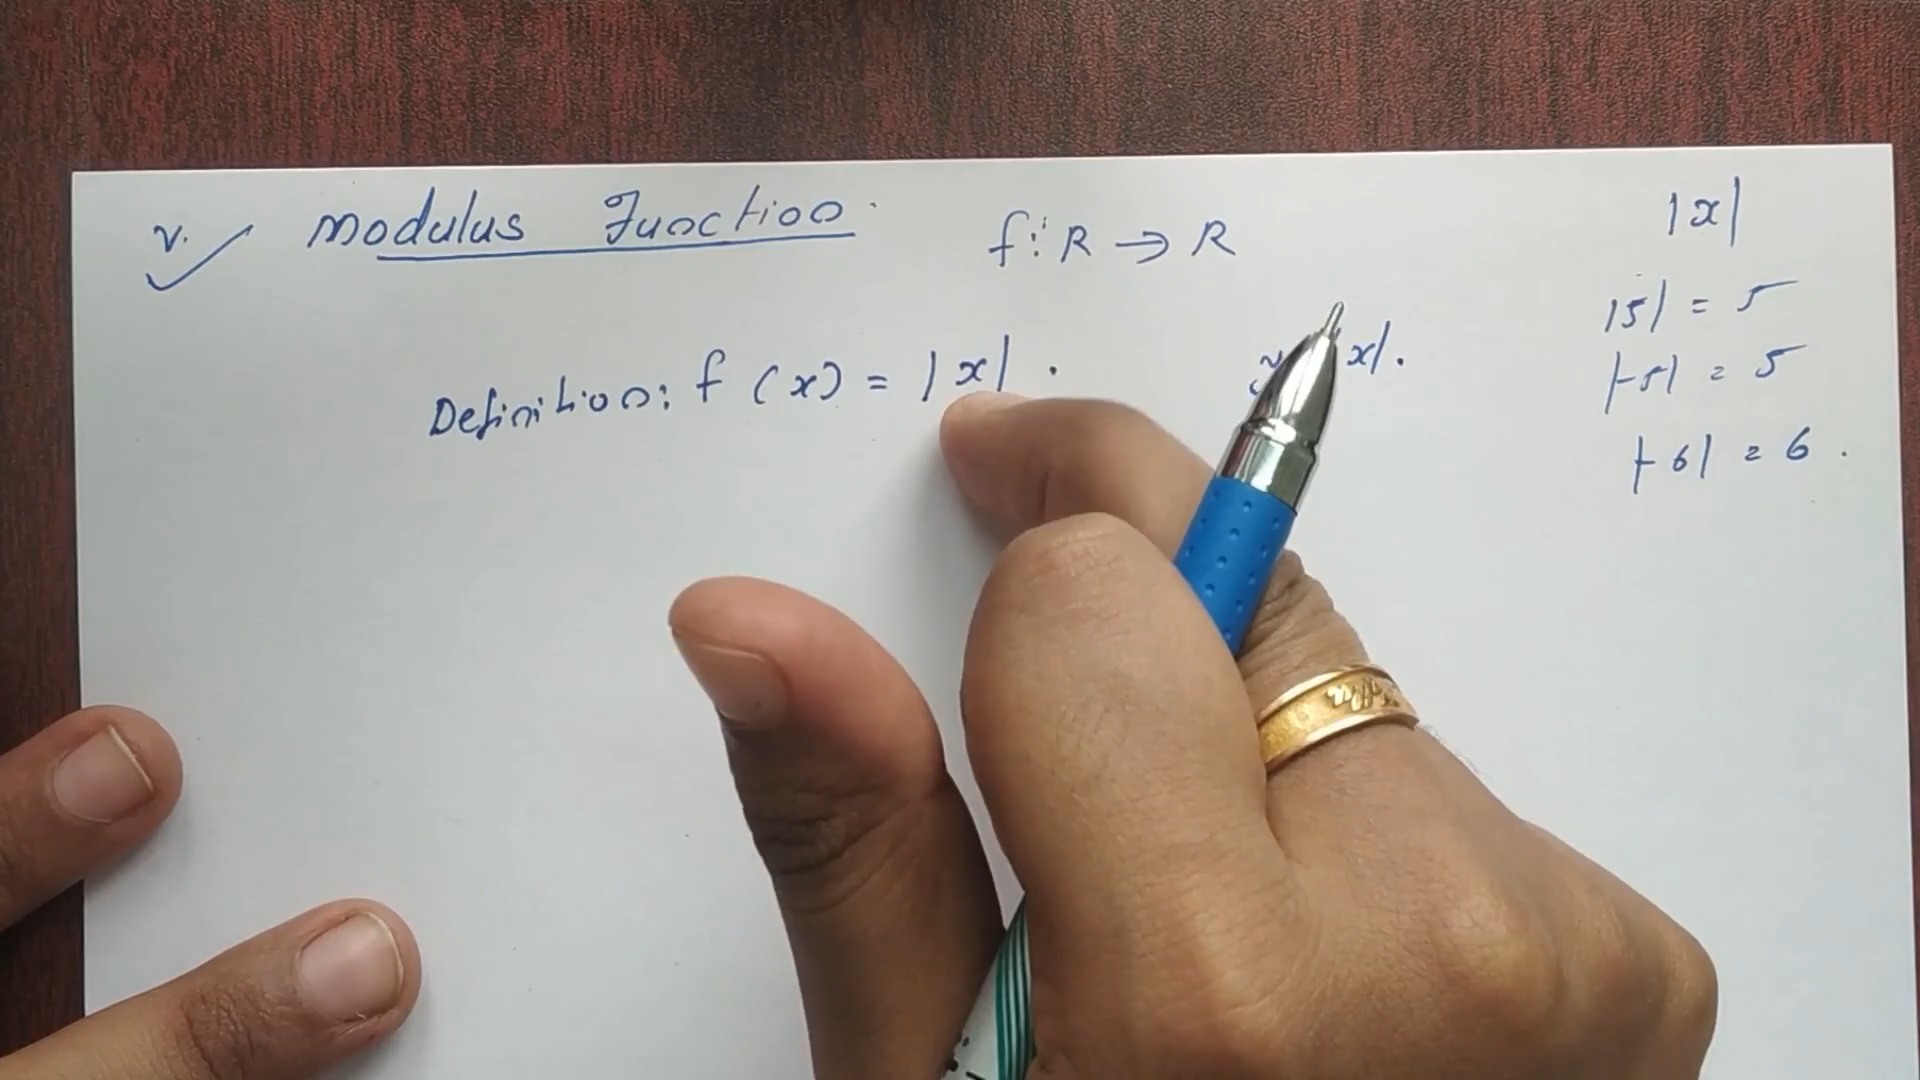 v. Modulus Function.
f: R → R
Definition: f(x) = |x|.
y x|.
|x|
|5| = 5
|-5| = 5
|-6| = 6.